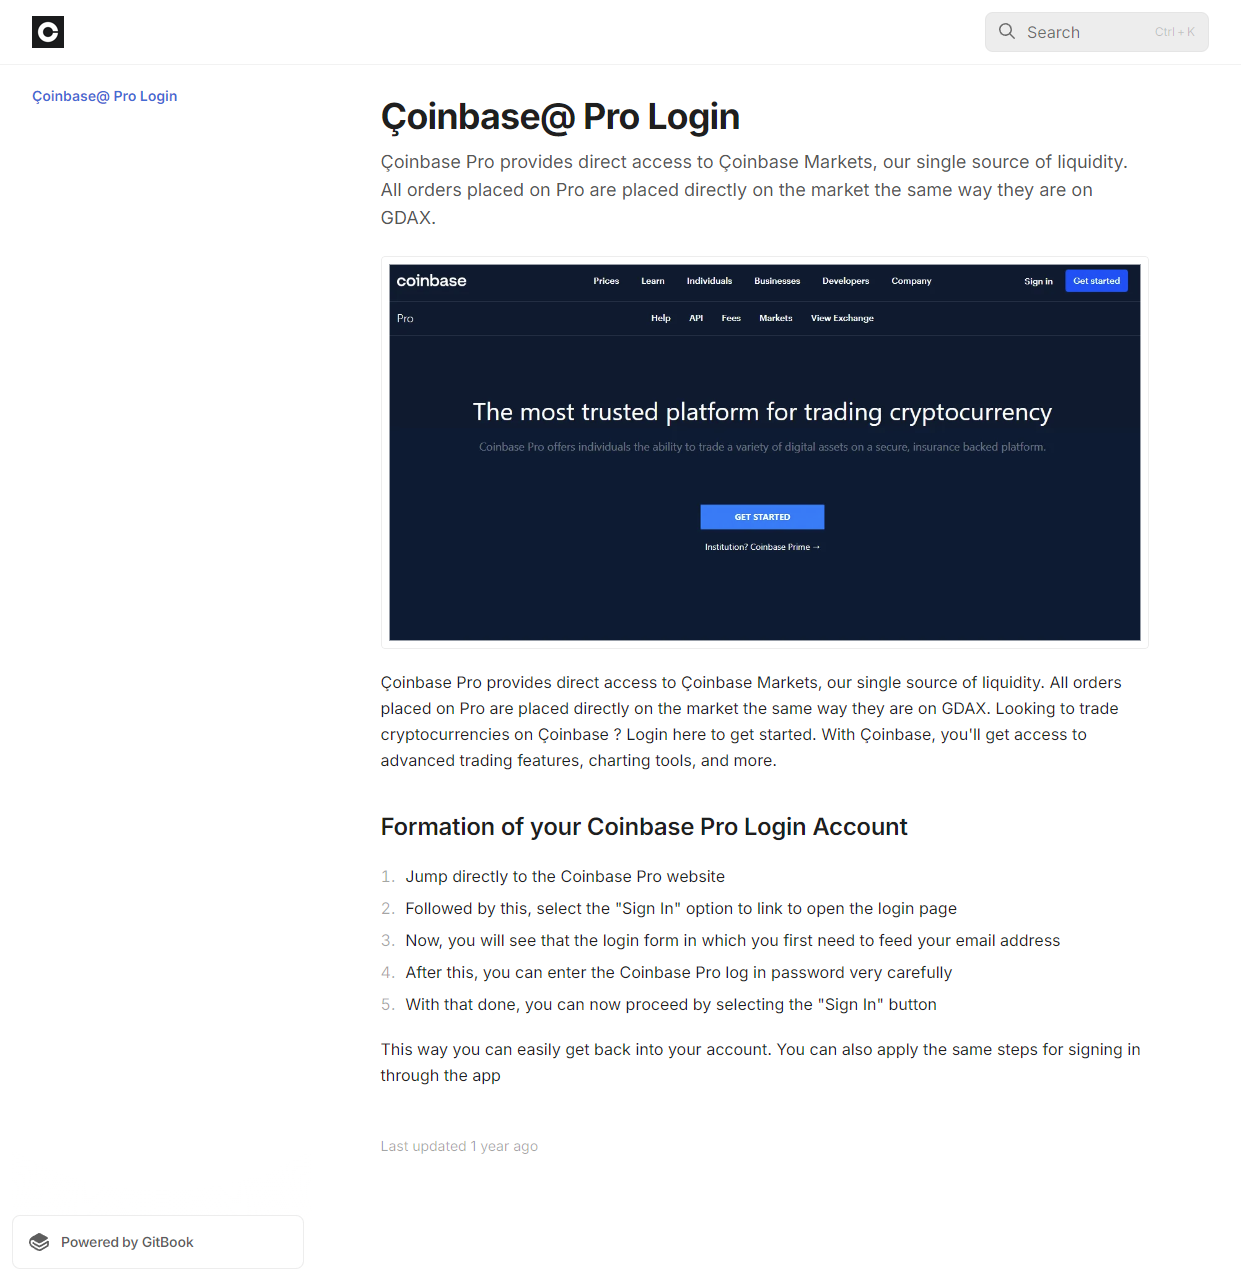 Search
Ctrl + K
Çoinbase@ Pro Login
Çoinbase@ Pro Login
Çoinbase Pro provides direct access to Çoinbase Markets, our single source of liquidity.
All orders placed on Pro are placed directly on the market the same way they are on
GDAX.
coinbase
Prices Learn Individuals Businesses Developers Company
Sign in Get started
Pro
Help API Fees Markets View Exchange
The most trusted platform for trading cryptocurrency
Coinbase Pro offers individuals the ability to trade a variety of digital assets on a secure, insurance backed platform.
GET STARTED
Institution? Coinbase Prime →
Çoinbase Pro provides direct access to Çoinbase Markets, our single source of liquidity. All orders
placed on Pro are placed directly on the market the same way they are on GDAX. Looking to trade
cryptocurrencies on Çoinbase ? Login here to get started. With Çoinbase, you'll get access to
advanced trading features, charting tools, and more.
Formation of your Coinbase Pro Login Account
1. Jump directly to the Coinbase Pro website
2. Followed by this, select the "Sign In" option to link to open the login page
3. Now, you will see that the login form in which you first need to feed your email address
4. After this, you can enter the Coinbase Pro log in password very carefully
5. With that done, you can now proceed by selecting the "Sign In" button
This way you can easily get back into your account. You can also apply the same steps for signing in
through the app
Last updated 1 year ago
Powered by GitBook